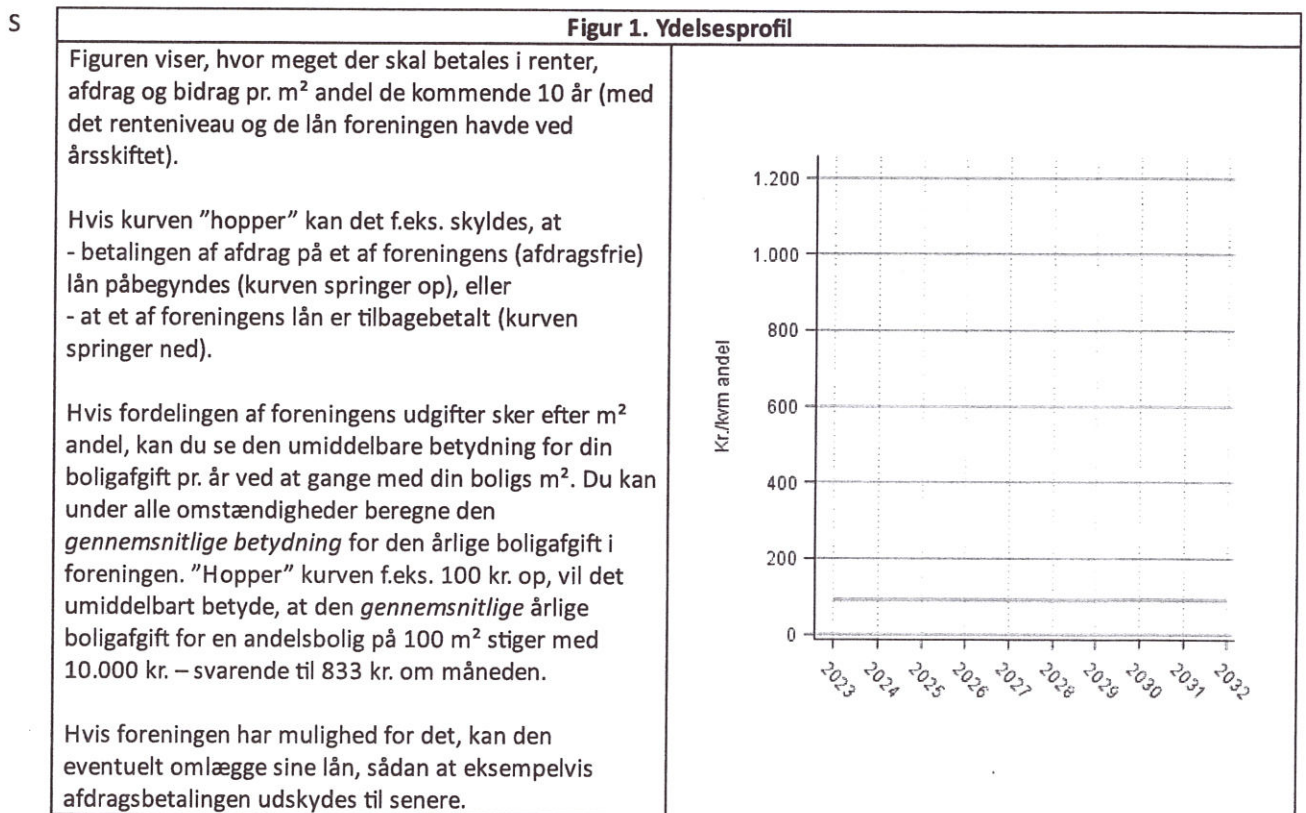 S
Figur 1. Ydelsesprofil
Figuren viser, hvor meget der skal betales i renter,
afdrag og bidrag pr. m² andel de kommende 10 år (med
det renteniveau og de lån foreningen havde ved
årsskiftet).
Hvis kurven "hopper" kan det f.eks. skyldes, at
- betalingen af afdrag på et af foreningens (afdragsfrie)
lån påbegyndes (kurven springer op), eller
- at et af foreningens lån er tilbagebetalt (kurven
springer ned).
Hvis fordelingen af foreningens udgifter sker efter m²
andel, kan du se den umiddelbare betydning for din
boligafgift pr. år ved at gange med din boligs m². Du kan
under alle omstændigheder beregne den
gennemsnitlige betydning for den årlige boligafgift i
foreningen. "Hopper" kurven f.eks. 100 kr. op, vil det
umiddelbart betyde, at den gennemsnitlige årlige
boligafgift for en andelsbolig på 100 m² stiger med
10.000 kr. – svarende til 833 kr. om måneden.
Hvis foreningen har mulighed for det, kan den
eventuelt omlægge sine lån, sådan at eksempelvis
afdragsbetalingen udskydes til senere.
Kr./kvm andel
1.200
1.000
800
600
400
200
0
2023 2024 2025 2026 2027 2028 2029 2030 2031 2032